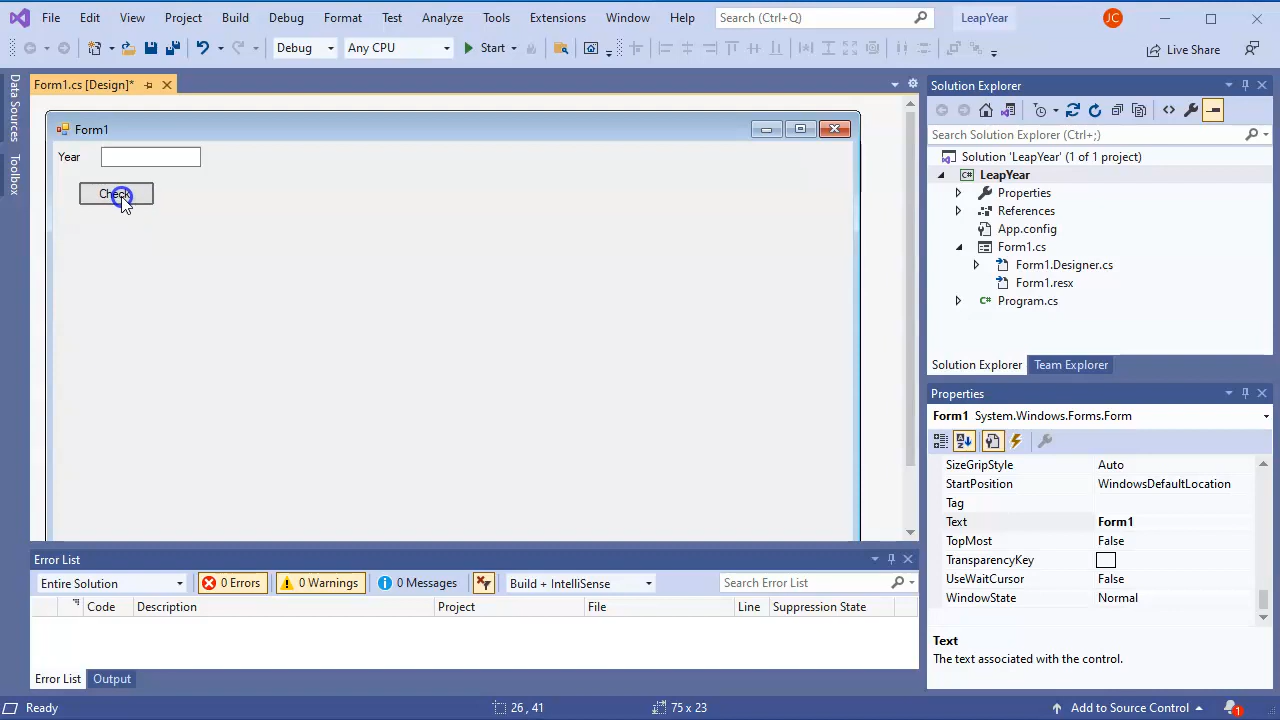 File Edit View Project Build Debug Format Test Analyze Tools Extensions Window Help Search (Ctrl+Q) LeapYear JC
Debug Any CPU Start Live Share
Data Sources
Toolbox
Form1.cs [Design]*
Form1
Year
Check
Solution Explorer
Search Solution Explorer (Ctrl+;)
Solution 'LeapYear' (1 of 1 project)
LeapYear
Properties
References
App.config
Form1.cs
Form1.Designer.cs
Form1.resx
Program.cs
Solution Explorer Team Explorer
Properties
Form1 System.Windows.Forms.Form
SizeGripStyle Auto
StartPosition WindowsDefaultLocation
Tag
Text Form1
TopMost False
TransparencyKey
UseWaitCursor False
WindowState Normal
Text
The text associated with the control.
Error List
Entire Solution 0 Errors 0 Warnings 0 Messages Build + IntelliSense Search Error List
Code Description Project File Line Suppression State
Error List Output
Ready 26 , 41 75 x 23 Add to Source Control 1